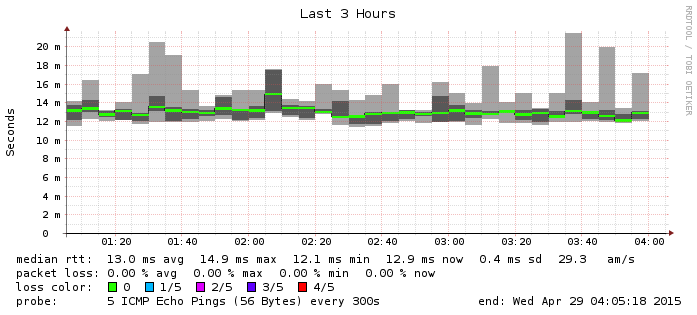 Last 3 Hours
RRDTOOL / TOBI OETIKER
Seconds
20 m
18 m
16 m
14 m
12 m
10 m
8 m
6 m
4 m
2 m
0
01:20 01:40 02:00 02:20 02:40 03:00 03:20 03:40 04:00
median rtt: 13.0 ms avg 14.9 ms max 12.1 ms min 12.9 ms now 0.4 ms sd 29.3 am/s
packet loss: 0.00 % avg 0.00 % max 0.00 % min 0.00 % now
loss color: 0 1/5 2/5 3/5 4/5
probe: 5 ICMP Echo Pings (56 Bytes) every 300s end: Wed Apr 29 04:05:18 2015